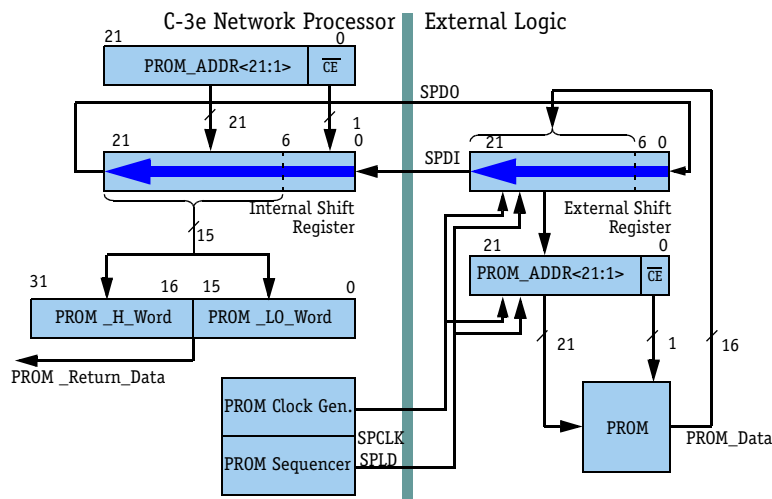 C-3e Network Processor
External Logic
21 0
PROM_ADDR<21:1> CE
SPDO
21 1
21 6 0
21 6 0
SPDI
Internal Shift
Register
External Shift
Register
15
21 0
PROM_ADDR<21:1> CE
31 16 15 0
PROM _H_Word PROM _LO_Word
21 1 16
PROM _Return_Data
PROM Clock Gen.
SPCLK
PROM Sequencer SPLD
PROM
PROM_Data